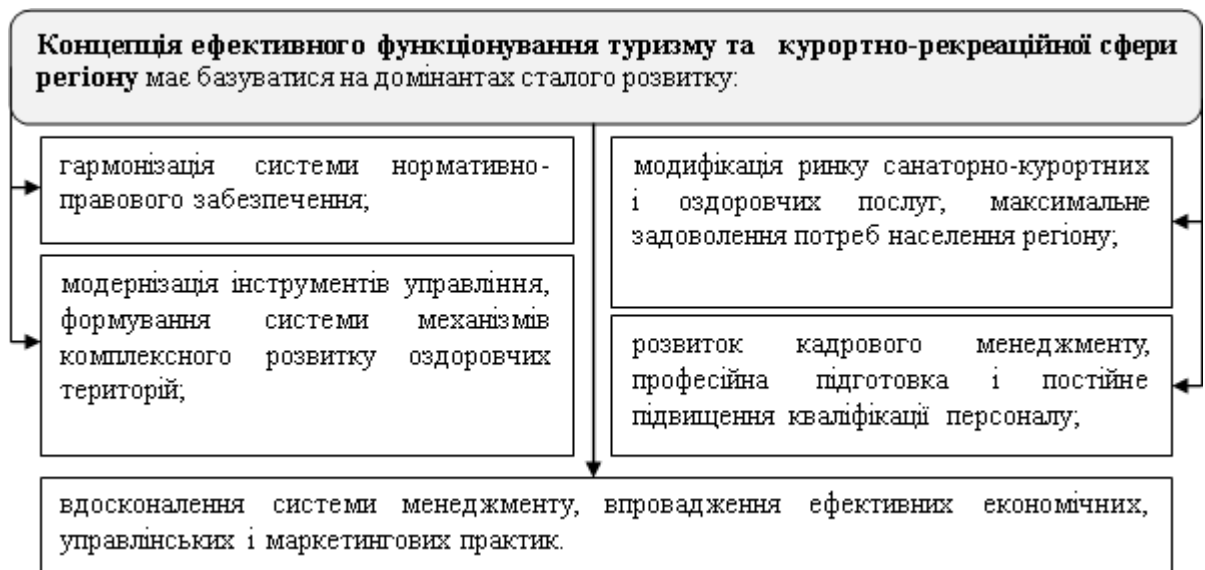 Концепція ефективного функціонування туризму та курортно-рекреаційної сфери
регіону має базуватися на домінантах сталого розвитку:
гармонізація системи нормативно-
правового забезпечення;
модернізація інструментів управління,
формування системи механізмів
комплексного розвитку оздоровчих
територій;
модифікація ринку санаторно-курортних
і оздоровчих послуг, максимальне
задоволення потреб населення регіону;
розвиток кадрового менеджменту,
професійна підготовка і постійне
підвищення кваліфікації персоналу;
вдосконалення системи менеджменту, впровадження ефективних економічних,
управлінських і маркетингових практик.